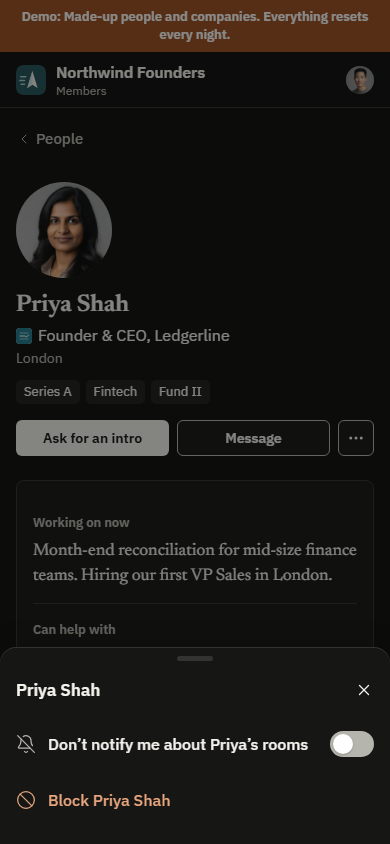 Demo: Made-up people and companies. Everything resets
every night.
Northwind Founders
Members
People
Priya Shah
Founder & CEO, Ledgerline
London
Series A Fintech Fund II
Ask for an intro Message
Working on now
Month-end reconciliation for mid-size finance
teams. Hiring our first VP Sales in London.
Can help with
Priya Shah
Don’t notify me about Priya’s rooms
Block Priya Shah